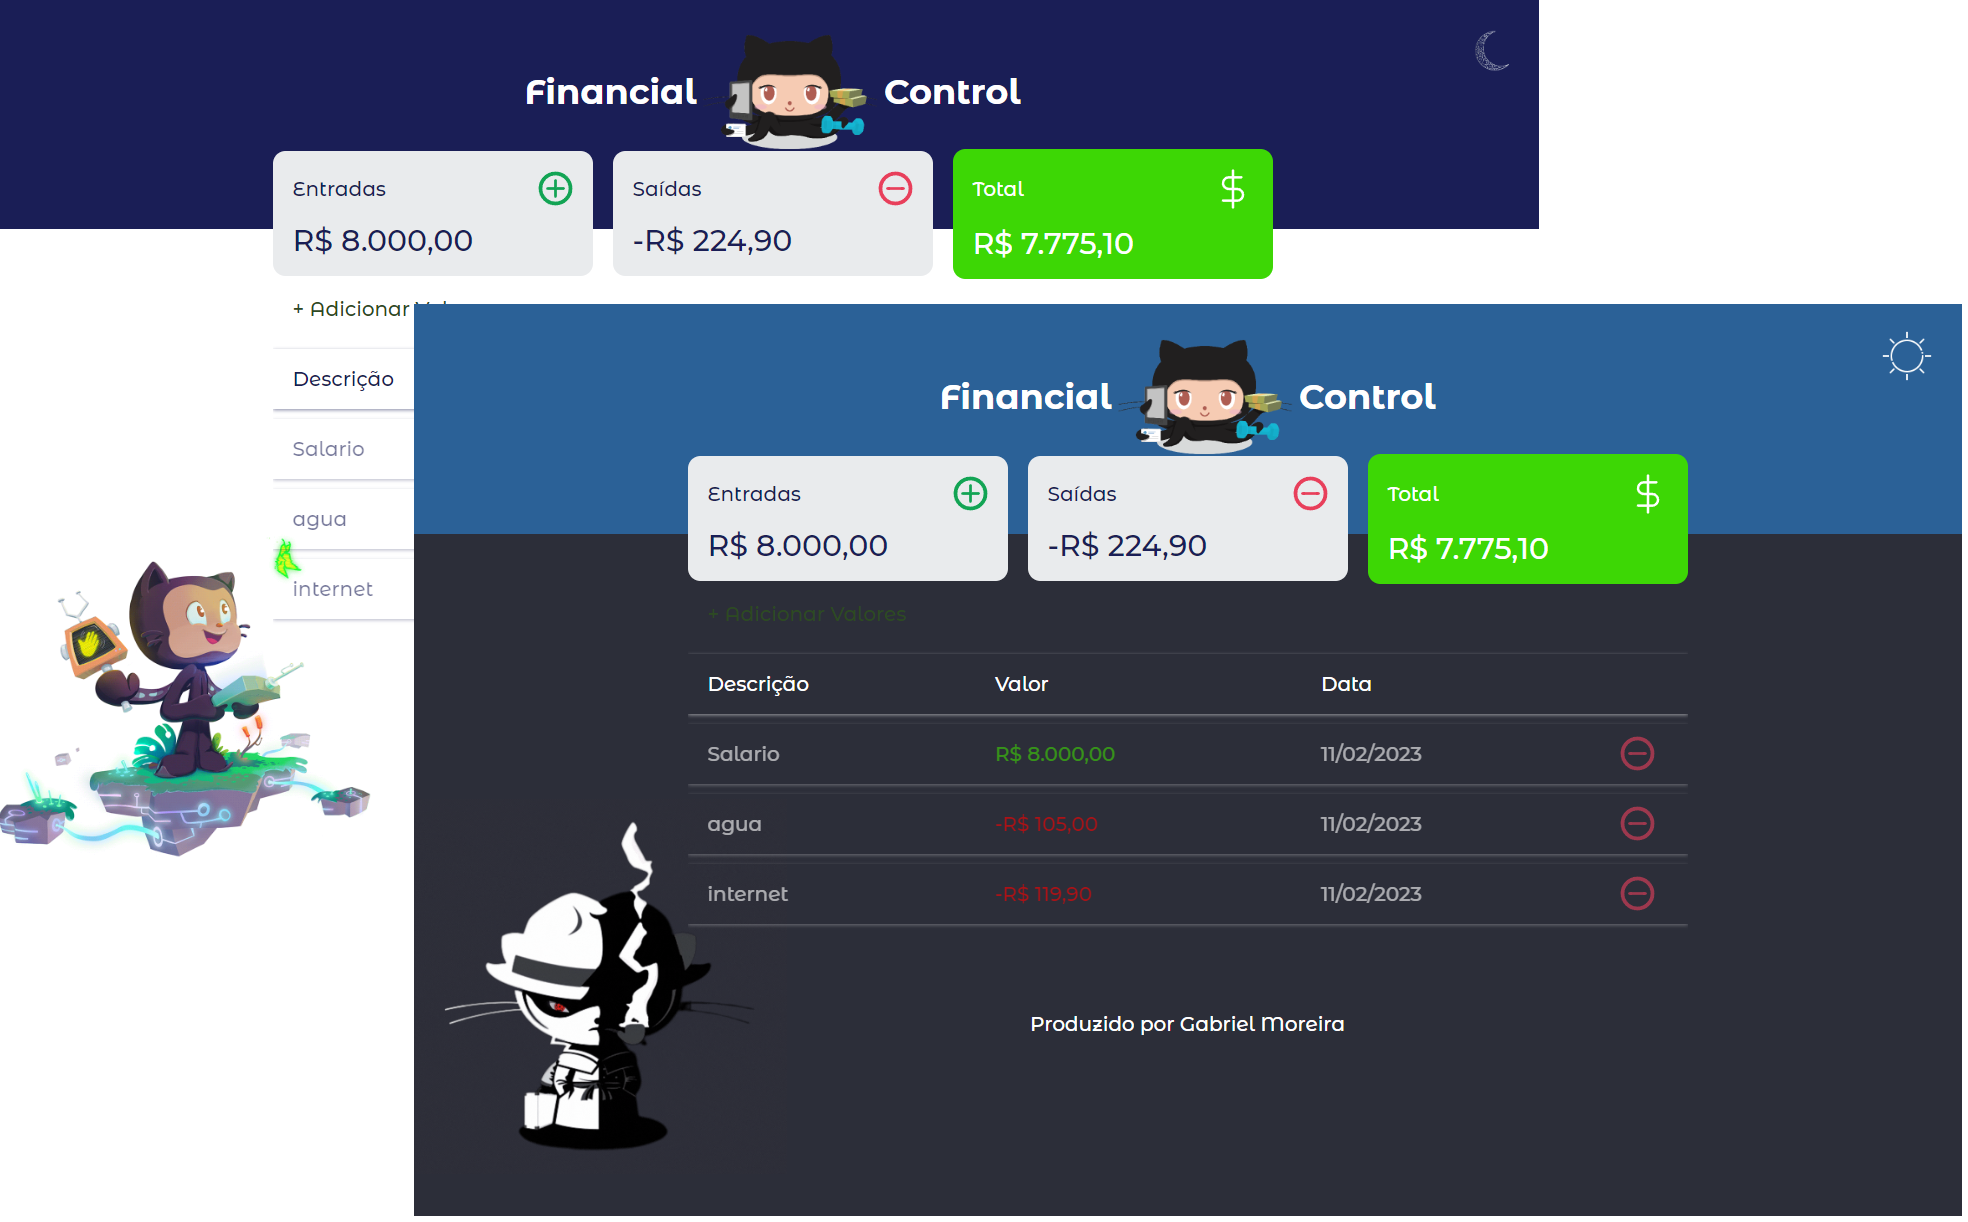 Financial Control
Entradas
R$ 8.000,00
Saídas
-R$ 224,90
Total
R$ 7.775,10
+ Adicionar
Descrição
Salario
agua
internet
Financial Control
Entradas
R$ 8.000,00
Saídas
-R$ 224,90
Total
R$ 7.775,10
+ Adicionar Valores
Descrição Valor Data
Salario R$ 8.000,00 11/02/2023
agua -R$ 105,00 11/02/2023
internet -R$ 119,90 11/02/2023
Produzido por Gabriel Moreira